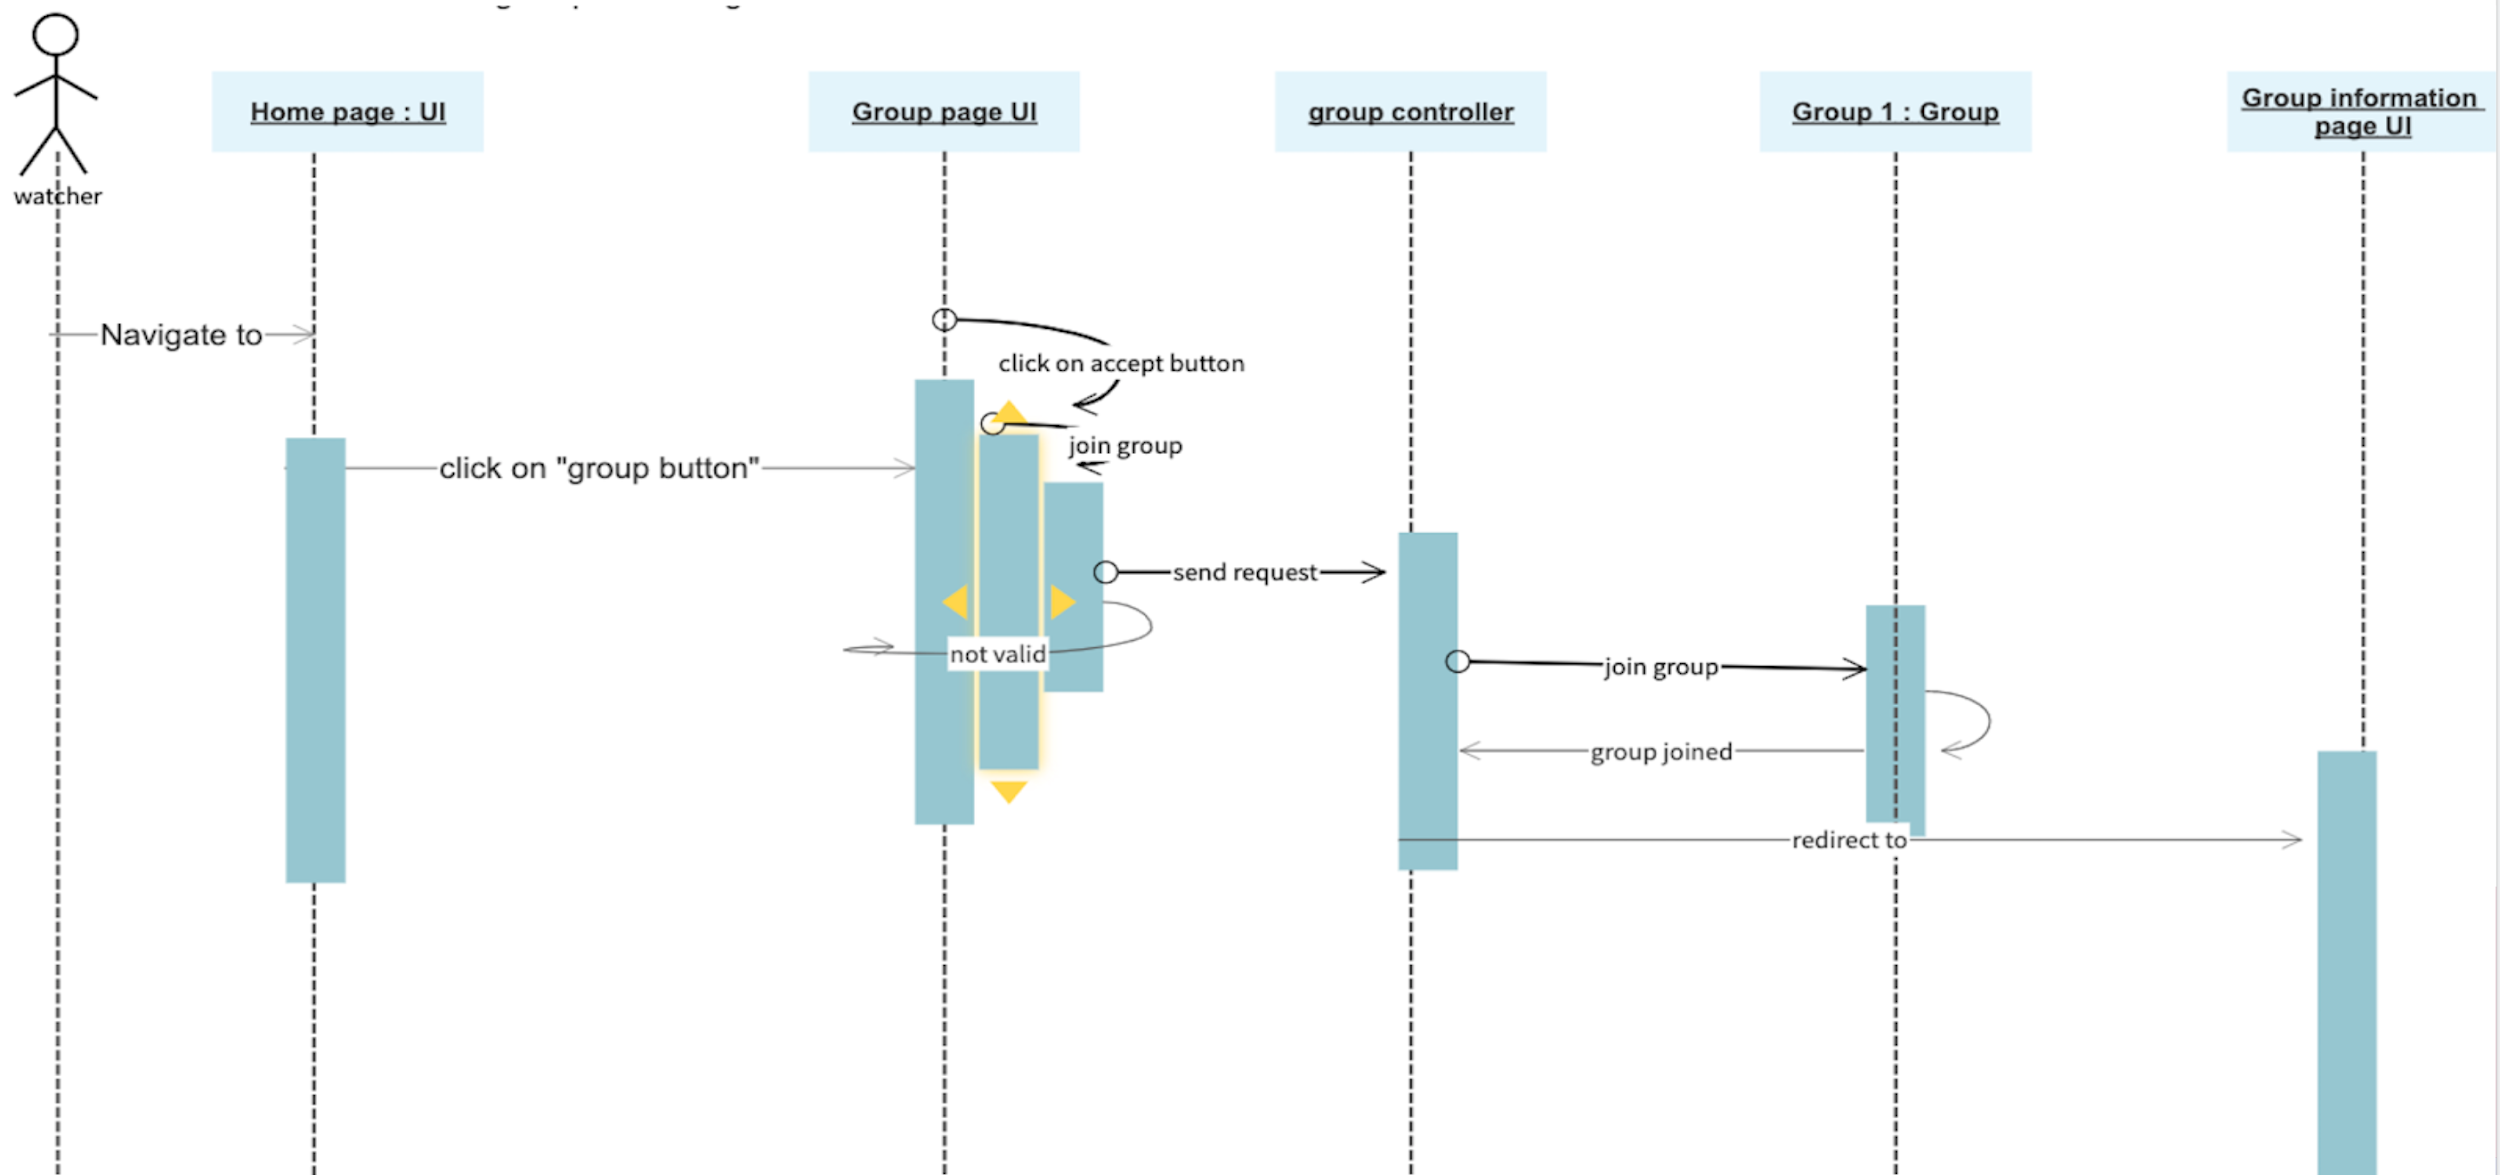 watcher
Home page : UI
Group page UI
group controller
Group 1 : Group
Group information
page UI
Navigate to
click on accept button
join group
click on "group button"
send request
not valid
join group
group joined
redirect to